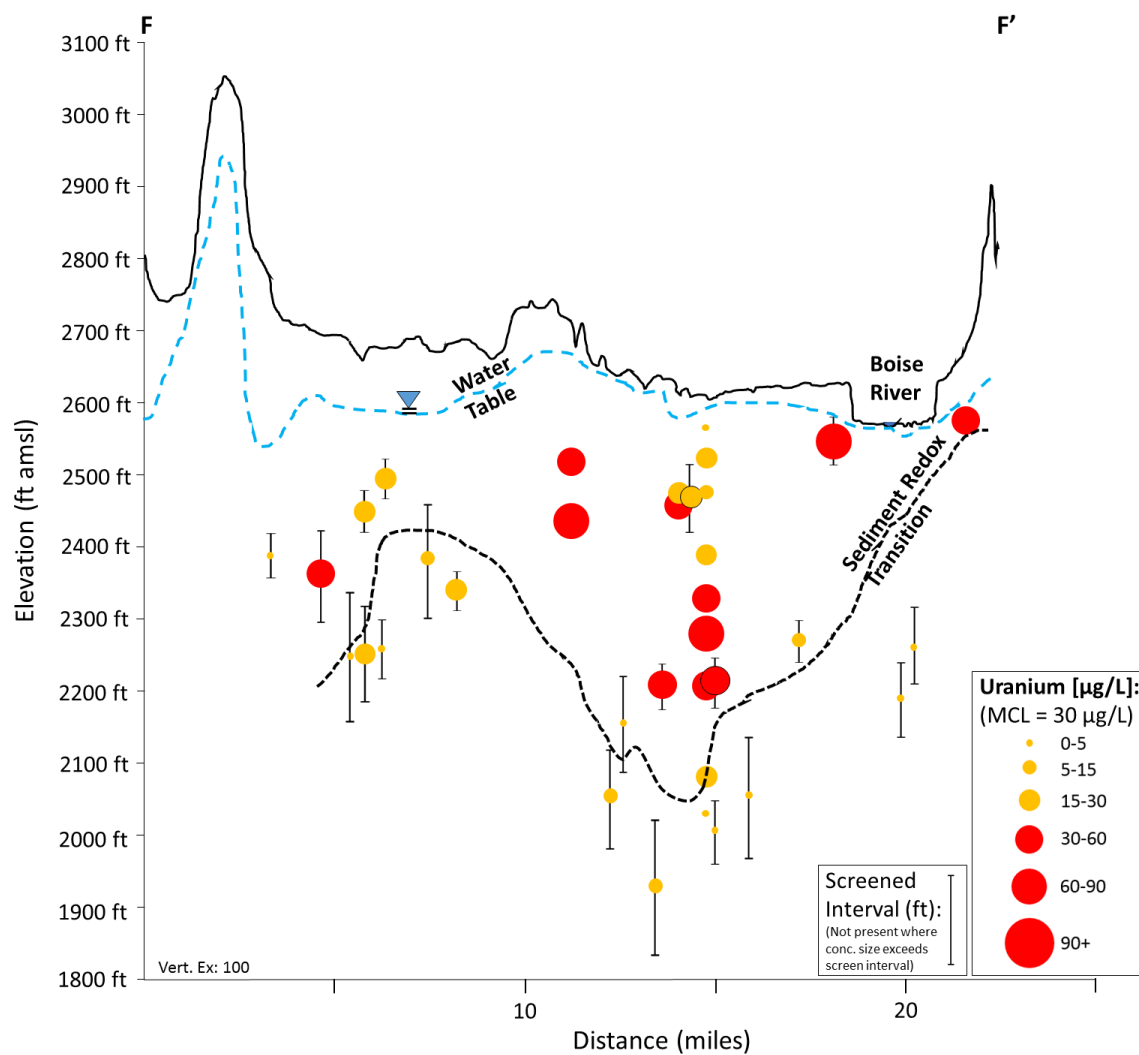 F
F’
3100 ft
3000 ft
2900 ft
2800 ft
2700 ft
2600 ft
2500 ft
2400 ft
2300 ft
2200 ft
2100 ft
2000 ft
1900 ft
1800 ft
Elevation (ft amsl)
Water
Table
Boise
River
Sediment Redox
Transition
Uranium [µg/L]:
(MCL = 30 µg/L)
0-5
5-15
15-30
30-60
60-90
90+
Screened
Interval (ft):
(Not present where
conc. size exceeds
screen interval)
Vert. Ex: 100
10
20
Distance (miles)